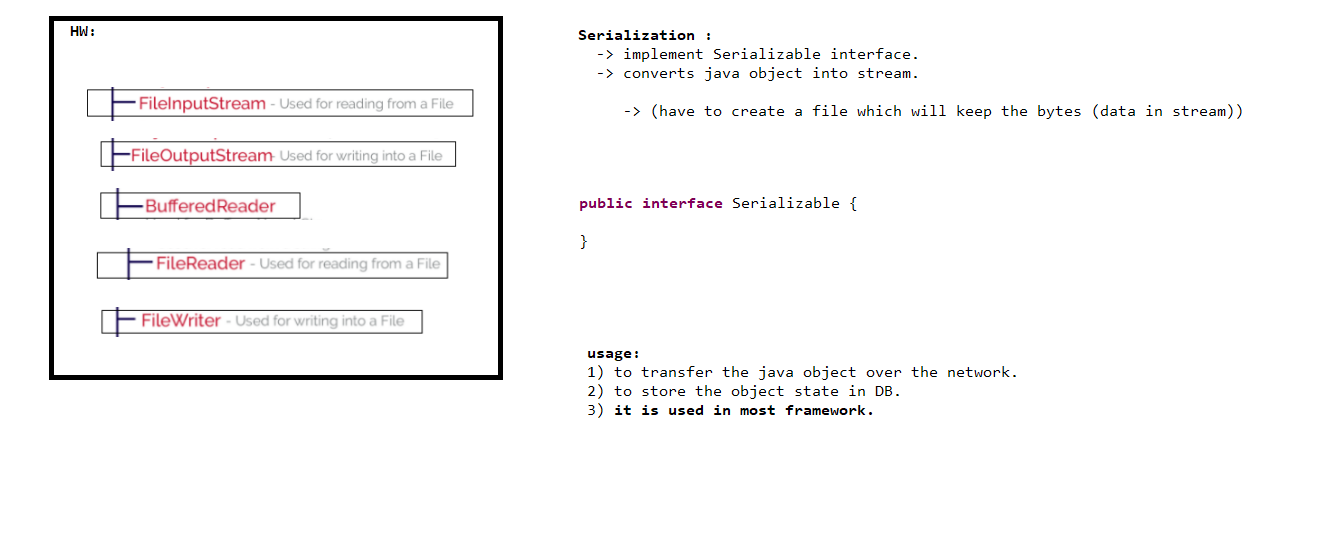 HW:
FileInputStream - Used for reading from a File
FileOutputStream - Used for writing into a File
BufferedReader
FileReader - Used for reading from a File
FileWriter - Used for writing into a File
Serialization :
-> implement Serializable interface.
-> converts java object into stream.
-> (have to create a file which will keep the bytes (data in stream))
public interface Serializable {
}
usage:
1) to transfer the java object over the network.
2) to store the object state in DB.
3) it is used in most framework.